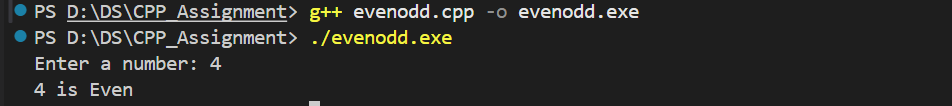 PS D:\DS\CPP_Assignment> g++ evenodd.cpp -o evenodd.exe
PS D:\DS\CPP_Assignment> ./evenodd.exe
Enter a number: 4
4 is Even